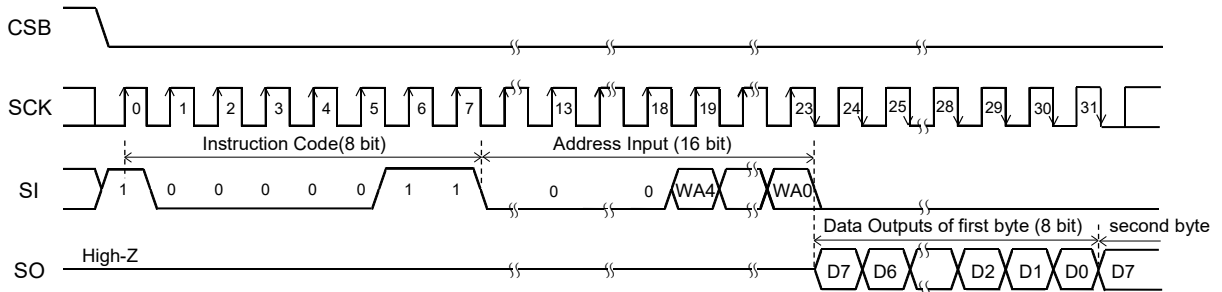 CSB
SCK 0 1 2 3 4 5 6 7 13 18 19 23 24 25 28 29 30 31
Instruction Code(8 bit) Address Input (16 bit)
SI 1 0 0 0 0 0 1 1 0 0 WA4 WA0
Data Outputs of first byte (8 bit) second byte
High-Z
SO D7 D6 D2 D1 D0 D7